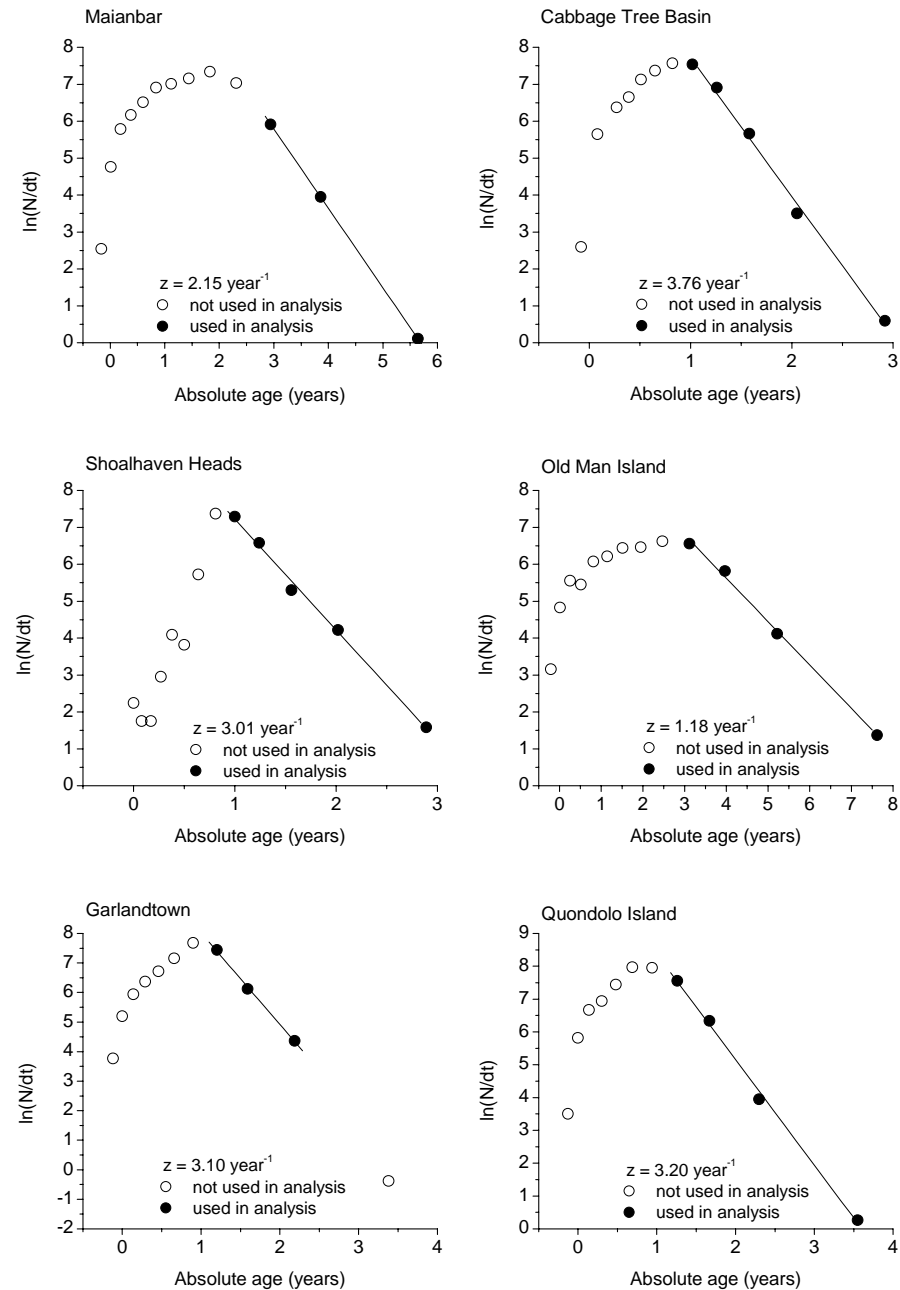 Maianbar
8
7
6
5
4
3
2
1
0
ln(N/dt)
z = 2.15 year-1
not used in analysis
used in analysis
0 1 2 3 4 5 6
Absolute age (years)
Cabbage Tree Basin
8
7
6
5
4
3
2
1
0
ln(N/dt)
z = 3.76 year-1
not used in analysis
used in analysis
0 1 2 3
Absolute age (years)
Shoalhaven Heads
8
7
6
5
4
3
2
1
0
ln(N/dt)
z = 3.01 year-1
not used in analysis
used in analysis
0 1 2 3
Absolute age (years)
Old Man Island
8
7
6
5
4
3
2
1
0
ln(N/dt)
z = 1.18 year-1
not used in analysis
used in analysis
0 1 2 3 4 5 6 7 8
Absolute age (years)
Garlandtown
8
7
6
5
4
3
2
1
0
-1
-2
ln(N/dt)
z = 3.10 year-1
not used in analysis
used in analysis
0 1 2 3 4
Absolute age (years)
Quondolo Island
9
8
7
6
5
4
3
2
1
0
ln(N/dt)
z = 3.20 year-1
not used in analysis
used in analysis
0 1 2 3 4
Absolute age (years)